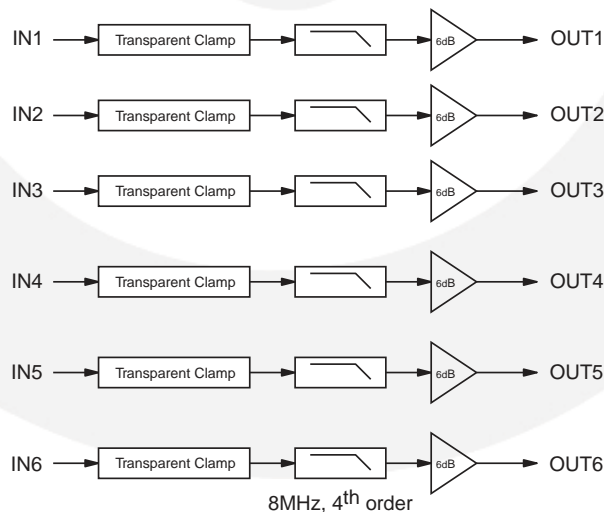 IN1 Transparent Clamp 6dB OUT1
IN2 Transparent Clamp 6dB OUT2
IN3 Transparent Clamp 6dB OUT3
IN4 Transparent Clamp 6dB OUT4
IN5 Transparent Clamp 6dB OUT5
IN6 Transparent Clamp 6dB OUT6
8MHz, 4th order